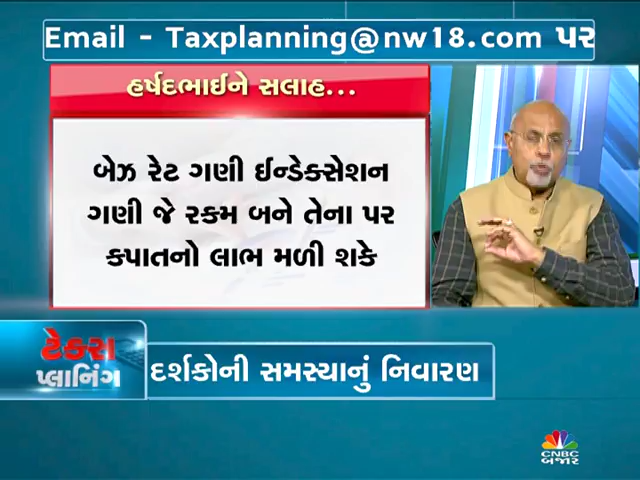 Email - Taxplanning@nw18.com પર
હર્ષદભાઈને સલાહ...
બેઝ રેટ ગણી ઈન્ડેક્સેશન
ગણી જે રકમ બને તેના પર
કપાતનો લાભ મળી શકે
ટેક્સ
પ્લાનિંગ
દર્શકોની સમસ્યાનું નિવારણ
CNBC
બજાર